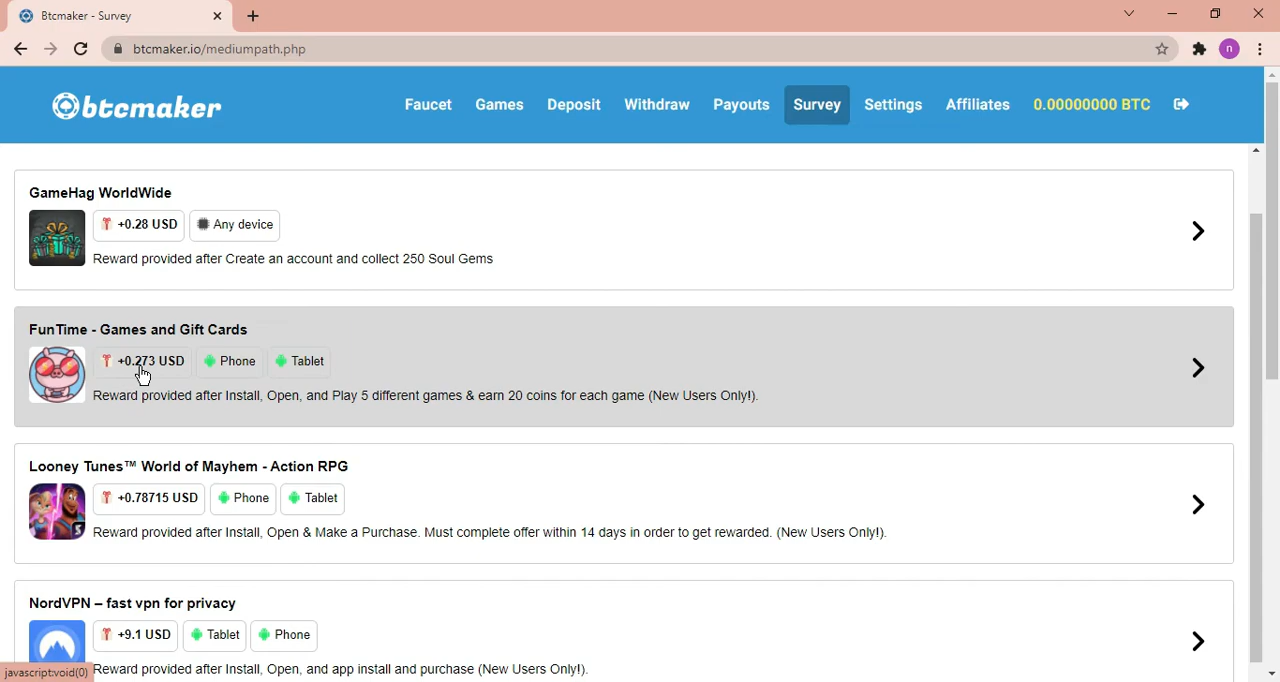 Btcmaker - Survey
btcmaker.io/mediumpath.php
n
btcmaker
Faucet Games Deposit Withdraw Payouts Survey Settings Affiliates 0.00000000 BTC
GameHag WorldWide
+0.28 USD Any device
Reward provided after Create an account and collect 250 Soul Gems
FunTime - Games and Gift Cards
+0.273 USD Phone Tablet
Reward provided after Install, Open, and Play 5 different games & earn 20 coins for each game (New Users Only!).
Looney Tunes™ World of Mayhem - Action RPG
+0.78715 USD Phone Tablet
Reward provided after Install, Open & Make a Purchase. Must complete offer within 14 days in order to get rewarded. (New Users Only!).
NordVPN – fast vpn for privacy
+9.1 USD Tablet Phone
Reward provided after Install, Open, and app install and purchase (New Users Only!).
javascript:void(0)